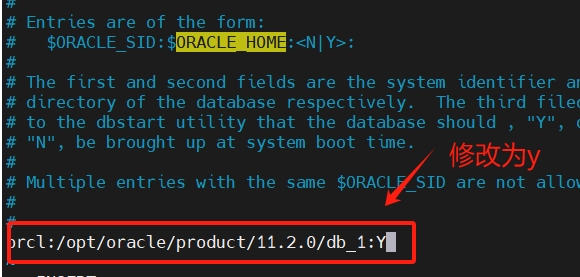 #
# Entries are of the form:
#   $ORACLE_SID:$ORACLE_HOME:<N|Y>:
#
# The first and second fields are the system identifier
# directory of the database respectively.  The third filed
# to the dbstart utility that the database should , "Y",
# "N", be brought up at system boot time.
#
修改为y
# Multiple entries with the same $ORACLE_SID are not
#
#
orcl:/opt/oracle/product/11.2.0/db_1:Y